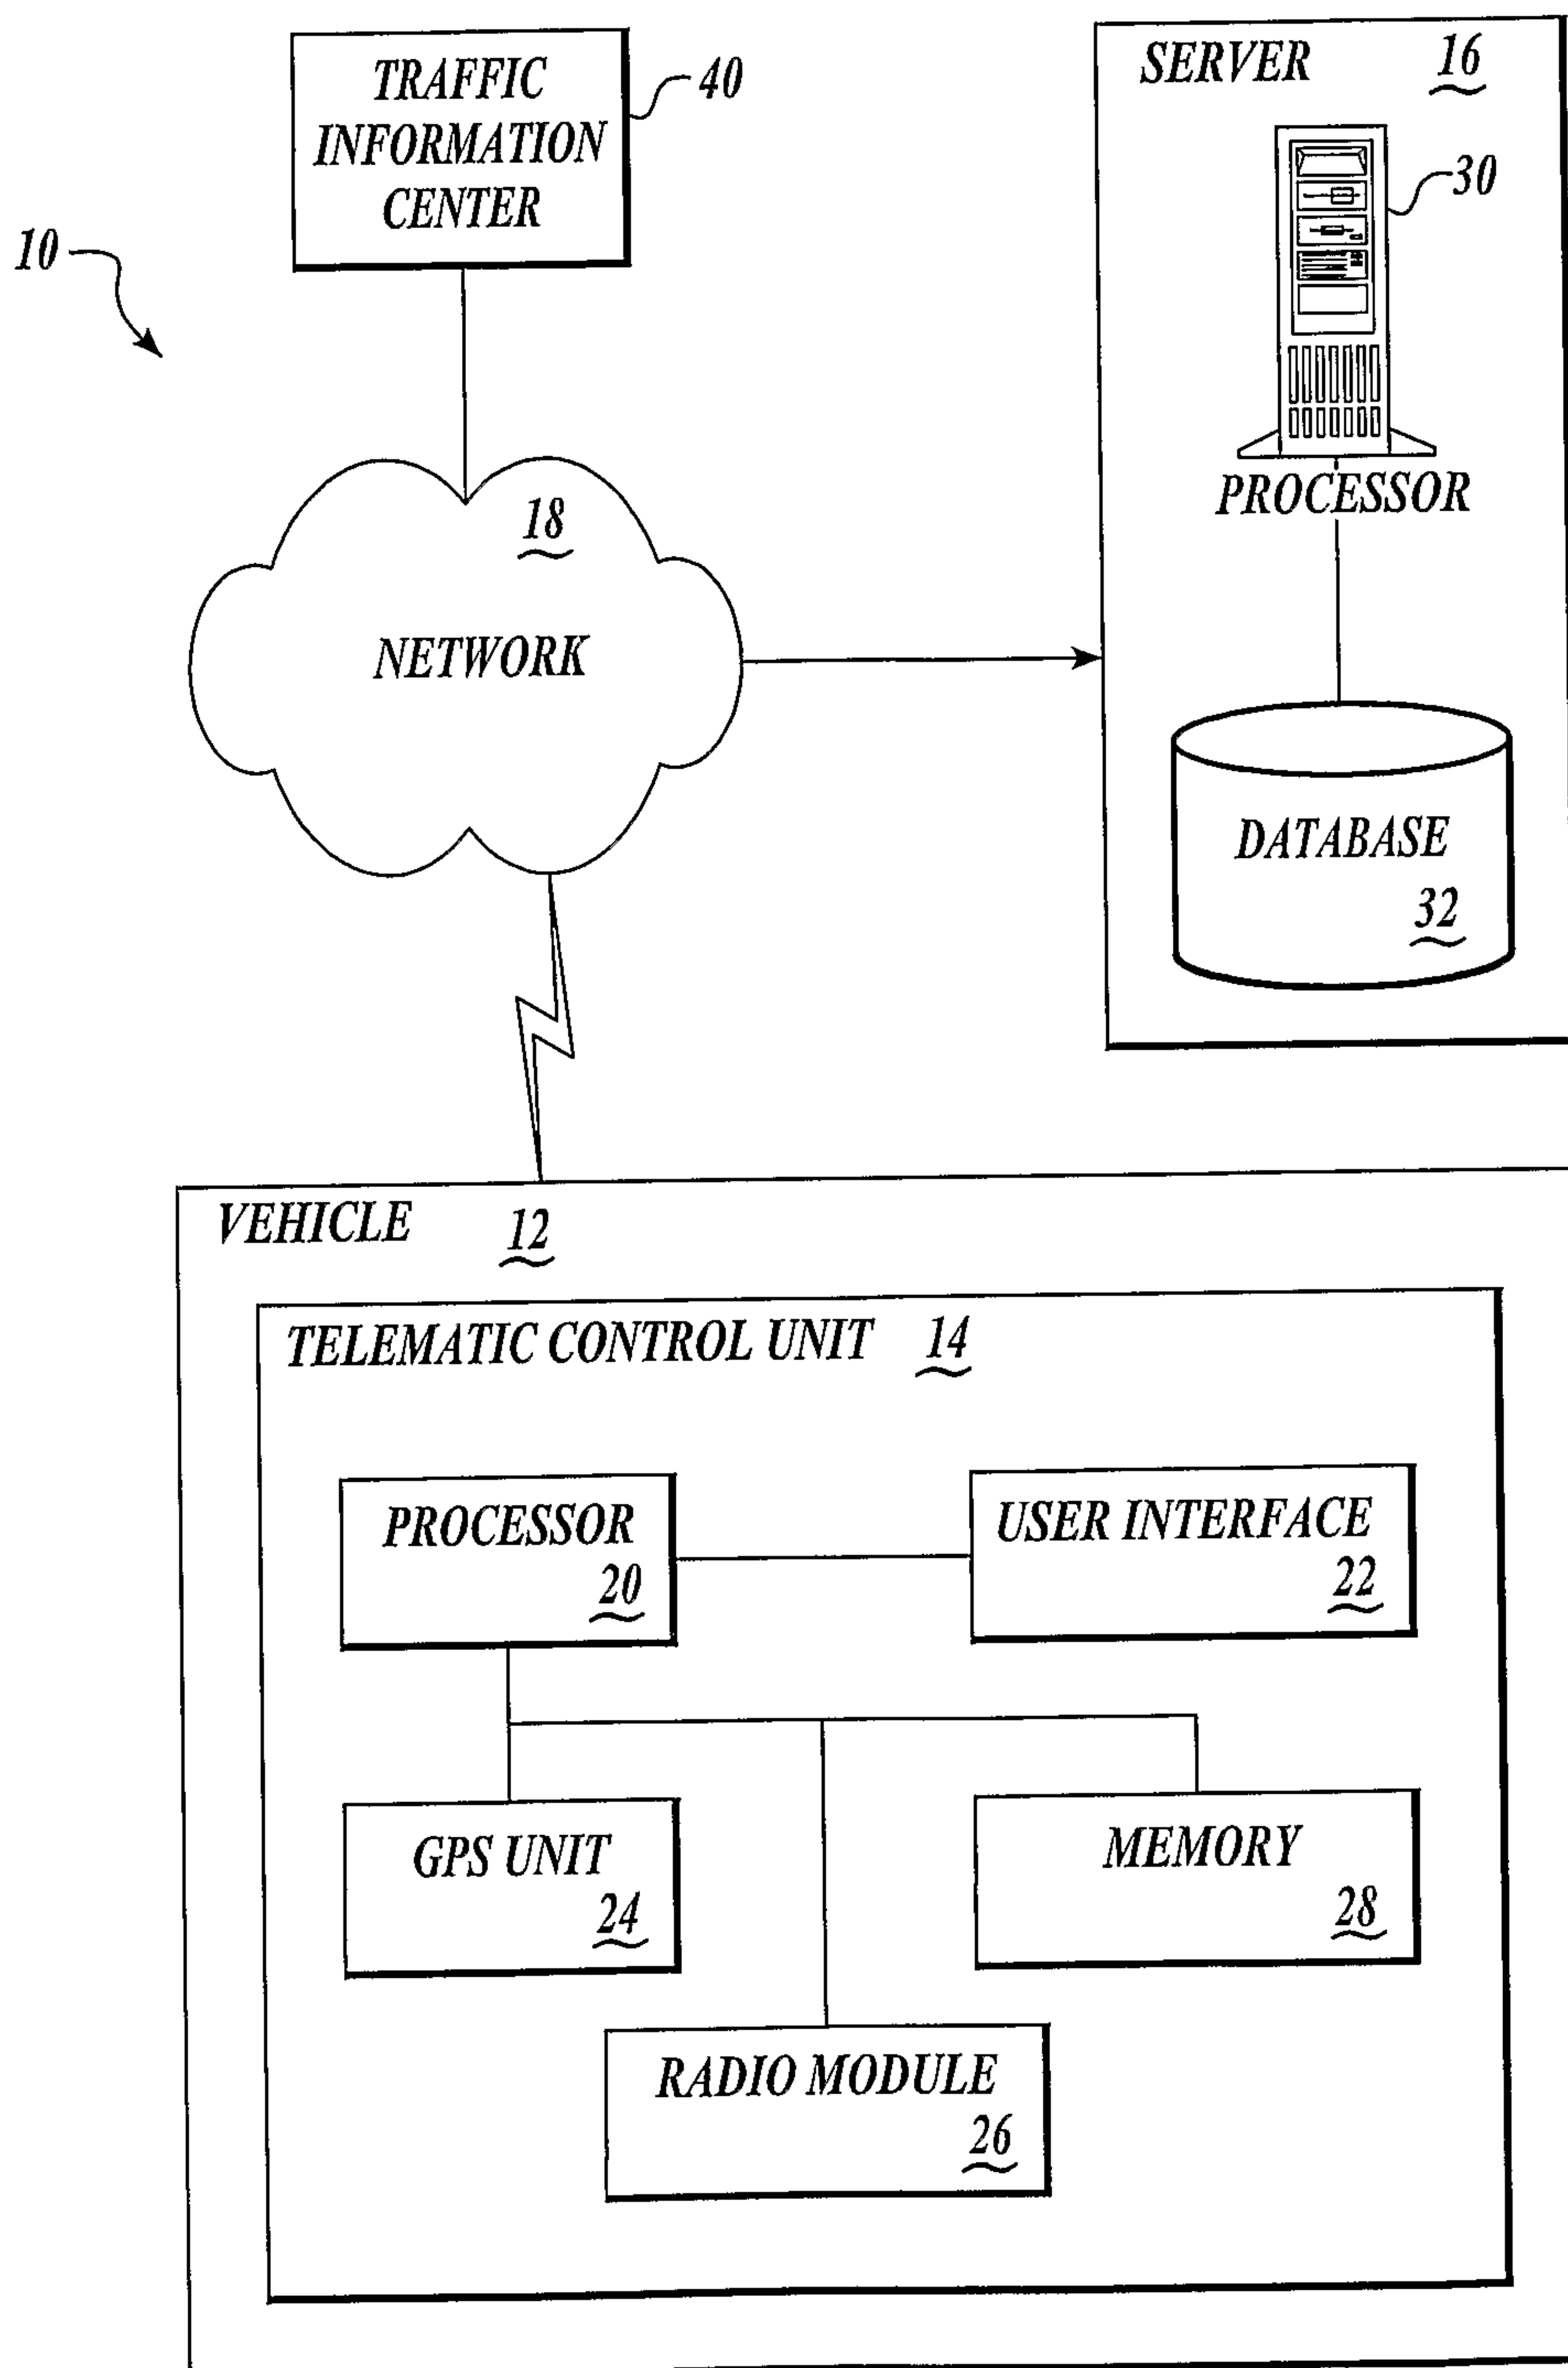 TRAFFIC
INFORMATION
CENTER
40
10
SERVER 16
30
PROCESSOR
18
NETWORK
DATABASE
32
VEHICLE 12
TELEMATIC CONTROL UNIT 14
PROCESSOR
20
USER INTERFACE
22
GPS UNIT
24
MEMORY
28
RADIO MODULE
26